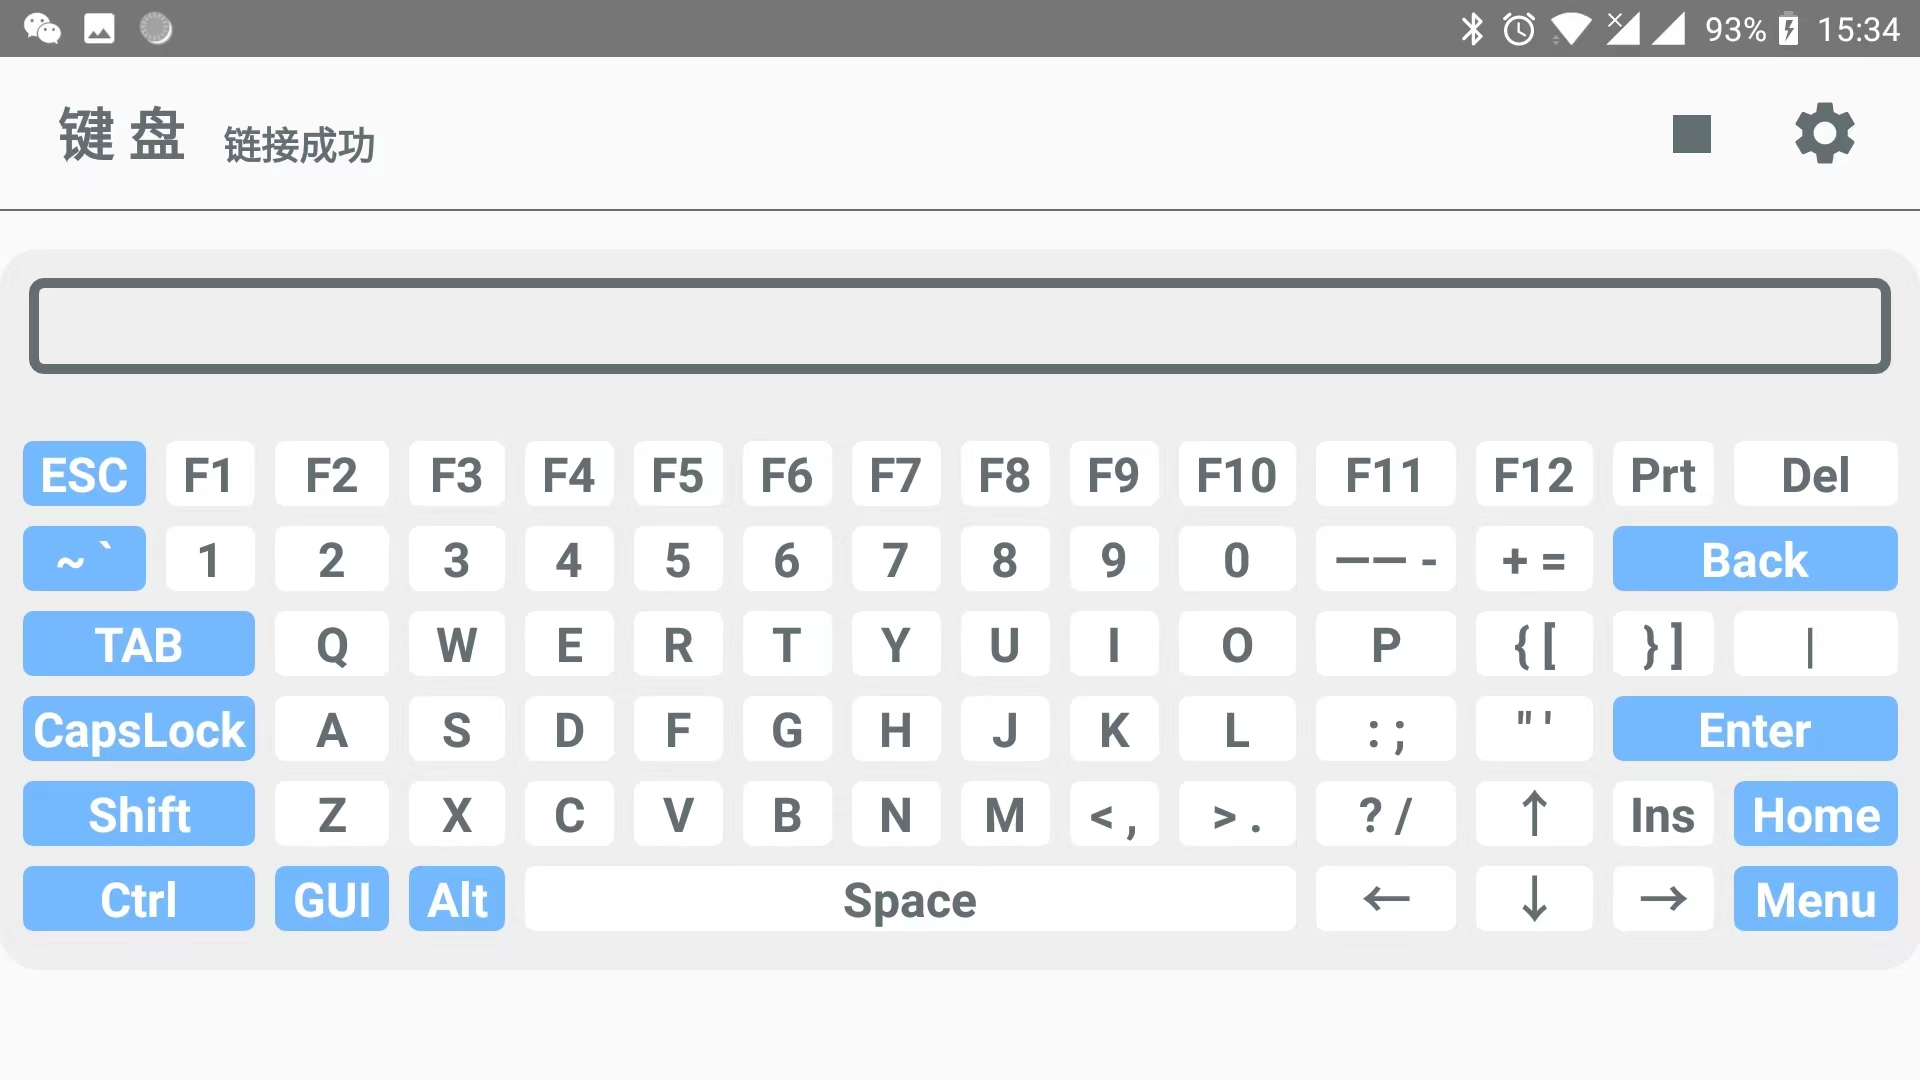 93% 15:34
键盘 链接成功
ESC F1 F2 F3 F4 F5 F6 F7 F8 F9 F10 F11 F12 Prt Del
~ ` 1 2 3 4 5 6 7 8 9 0 —— - + = Back
TAB Q W E R T Y U I O P { [ } ] |
CapsLock A S D F G H J K L : ; " ' Enter
Shift Z X C V B N M < , > . ? / ↑ Ins Home
Ctrl GUI Alt Space ← ↓ → Menu